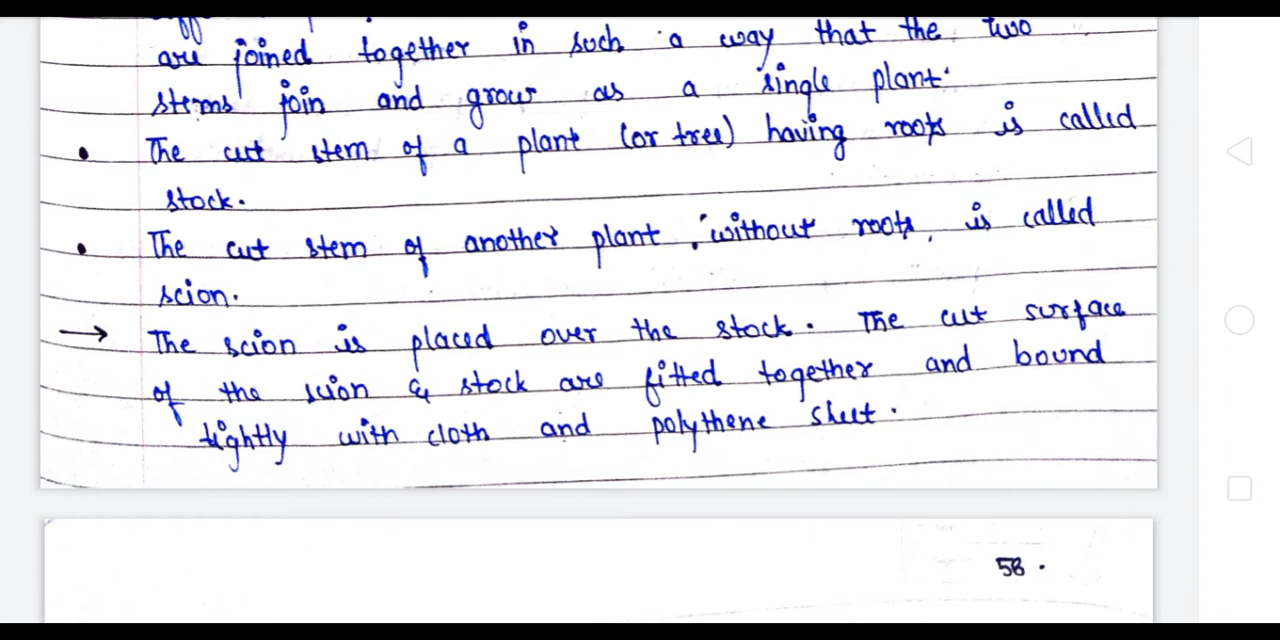 are joined together in such a way that the two
stems join and grow as a single plant.
• The cut stem of a plant (or tree) having roots is called
stock.
• The cut stem of another plant, without roots, is called
scion.
→ The scion is placed over the stock. The cut surface
of the scion & stock are fitted together and bound
tightly with cloth and polythene sheet.
58.